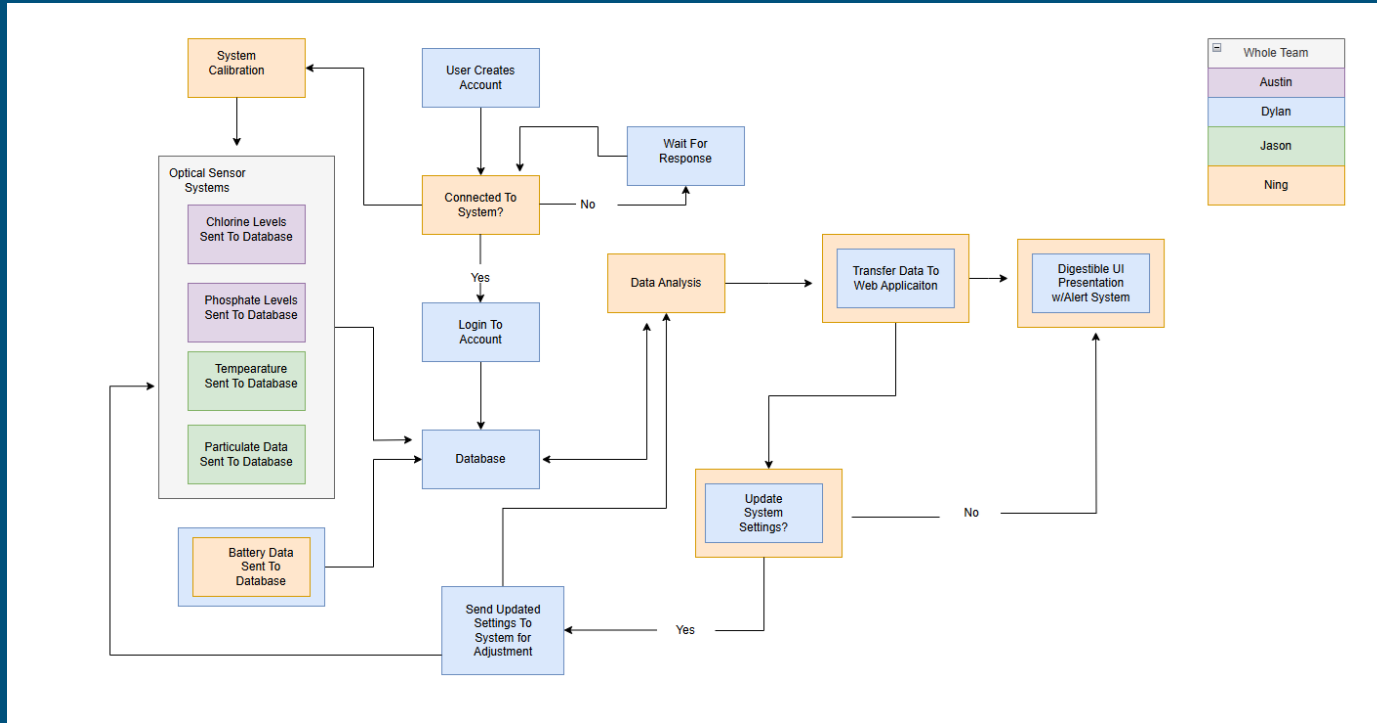 System
Calibration
User Creates
Account
Wait For
Response
Connected To
System?
No
Yes
Login To
Account
Database
Optical Sensor
Systems
Chlorine Levels
Sent To Database
Phosphate Levels
Sent To Database
Tempearature
Sent To Database
Particulate Data
Sent To Database
Battery Data
Sent To
Database
Data Analysis
Transfer Data To
Web Applicaiton
Digestible UI
Presentation
w/Alert System
Update
System
Settings?
No
Yes
Send Updated
Settings To
System for
Adjustment
Whole Team
Austin
Dylan
Jason
Ning